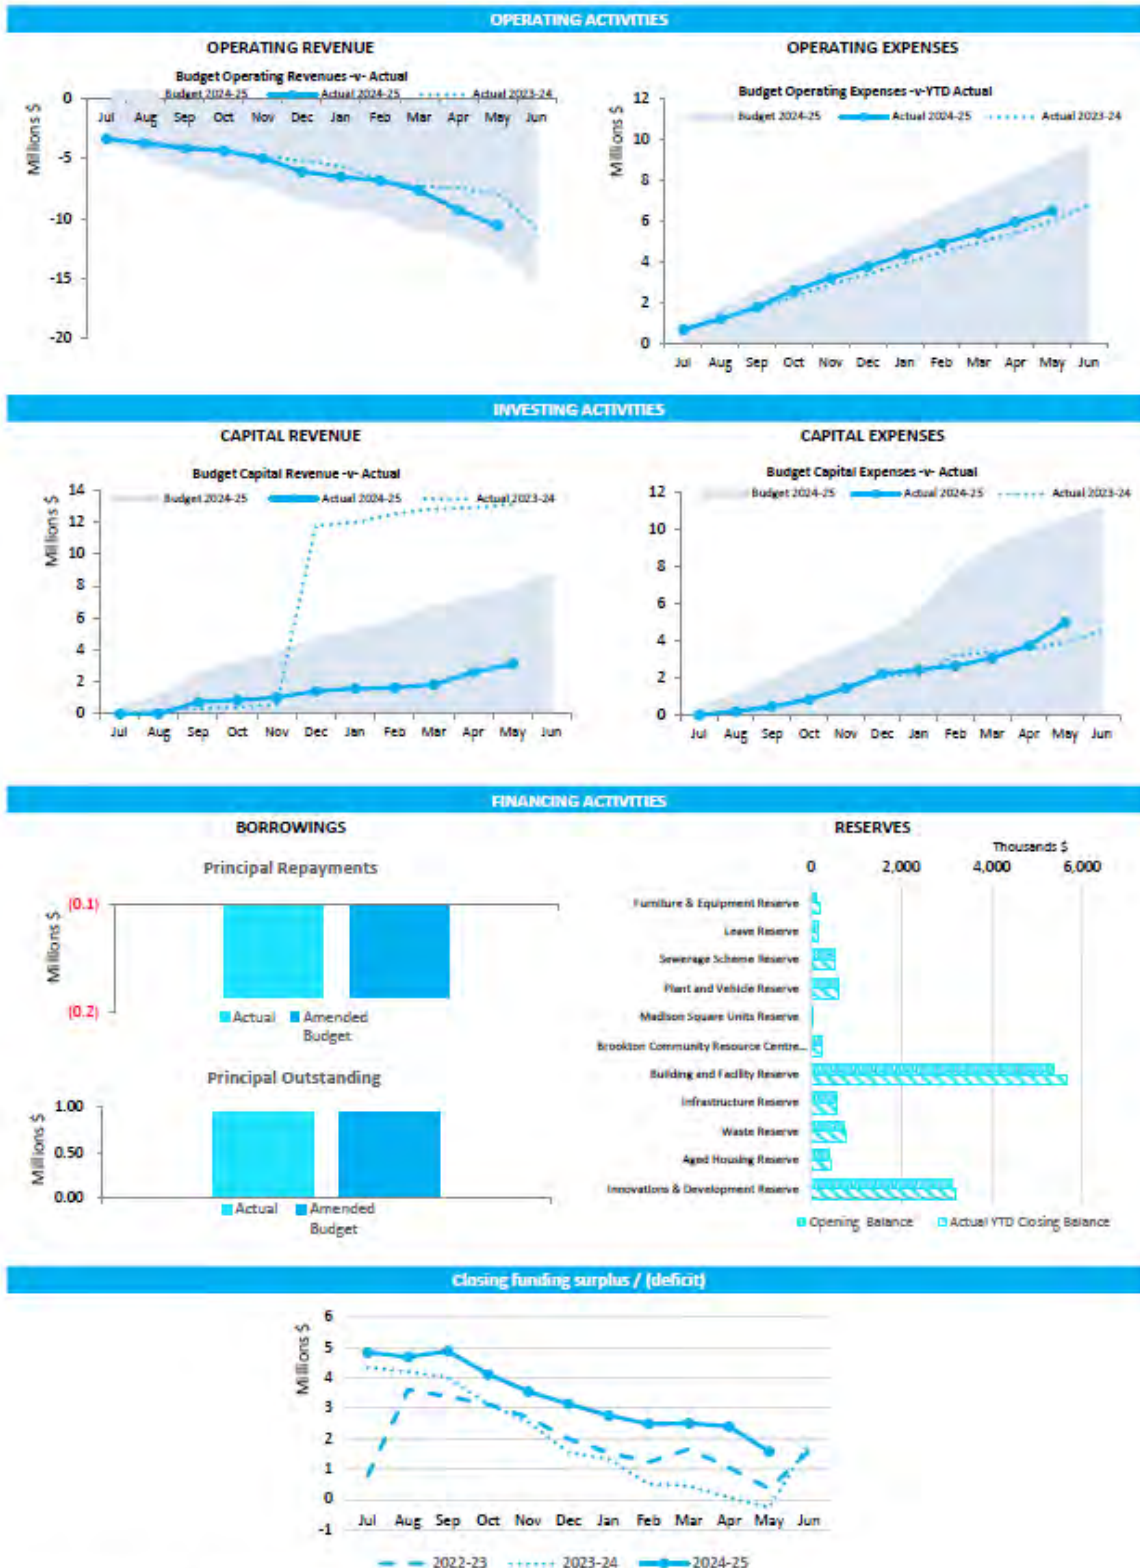 OPERATING ACTIVITIES
OPERATING REVENUE
Budget Operating Revenues -v- Actual
Budget 2024-25 Actual 2024-25 Actual 2023-24
Millions $
0
-5
-10
-15
-20
Jul Aug Sep Oct Nov Dec Jan Feb Mar Apr May Jun
OPERATING EXPENSES
Budget Operating Expenses -v-YTD Actual
Budget 2024-25 Actual 2024-25 Actual 2023-24
Millions $
12
10
8
6
4
2
0
Jul Aug Sep Oct Nov Dec Jan Feb Mar Apr May Jun
INVESTING ACTIVITIES
CAPITAL REVENUE
Budget Capital Revenue -v- Actual
Budget 2024-25 Actual 2024-25 Actual 2023-24
Millions $
14
12
10
8
6
4
2
0
Jul Aug Sep Oct Nov Dec Jan Feb Mar Apr May Jun
CAPITAL EXPENSES
Budget Capital Expenses -v- Actual
Budget 2024-25 Actual 2024-25 Actual 2023-24
Millions $
12
10
8
6
4
2
0
Jul Aug Sep Oct Nov Dec Jan Feb Mar Apr May Jun
FINANCING ACTIVITIES
BORROWINGS
Principal Repayments
Millions $
(0.1)
(0.2)
Actual Amended
Budget
Principal Outstanding
Millions $
1.00
0.50
0.00
Actual Amended
Budget
RESERVES
Thousands $
0 2,000 4,000 6,000
Furniture & Equipment Reserve
Leave Reserve
Sewerage Scheme Reserve
Plant and Vehicle Reserve
Madison Square Units Reserve
Brookton Community Resource Centre...
Building and Facility Reserve
Infrastructure Reserve
Waste Reserve
Aged Housing Reserve
Innovations & Development Reserve
Opening Balance Actual YTD Closing Balance
Closing funding surplus / (deficit)
Millions $
6
5
4
3
2
1
0
-1
Jul Aug Sep Oct Nov Dec Jan Feb Mar Apr May Jun
2022-23 2023-24 2024-25